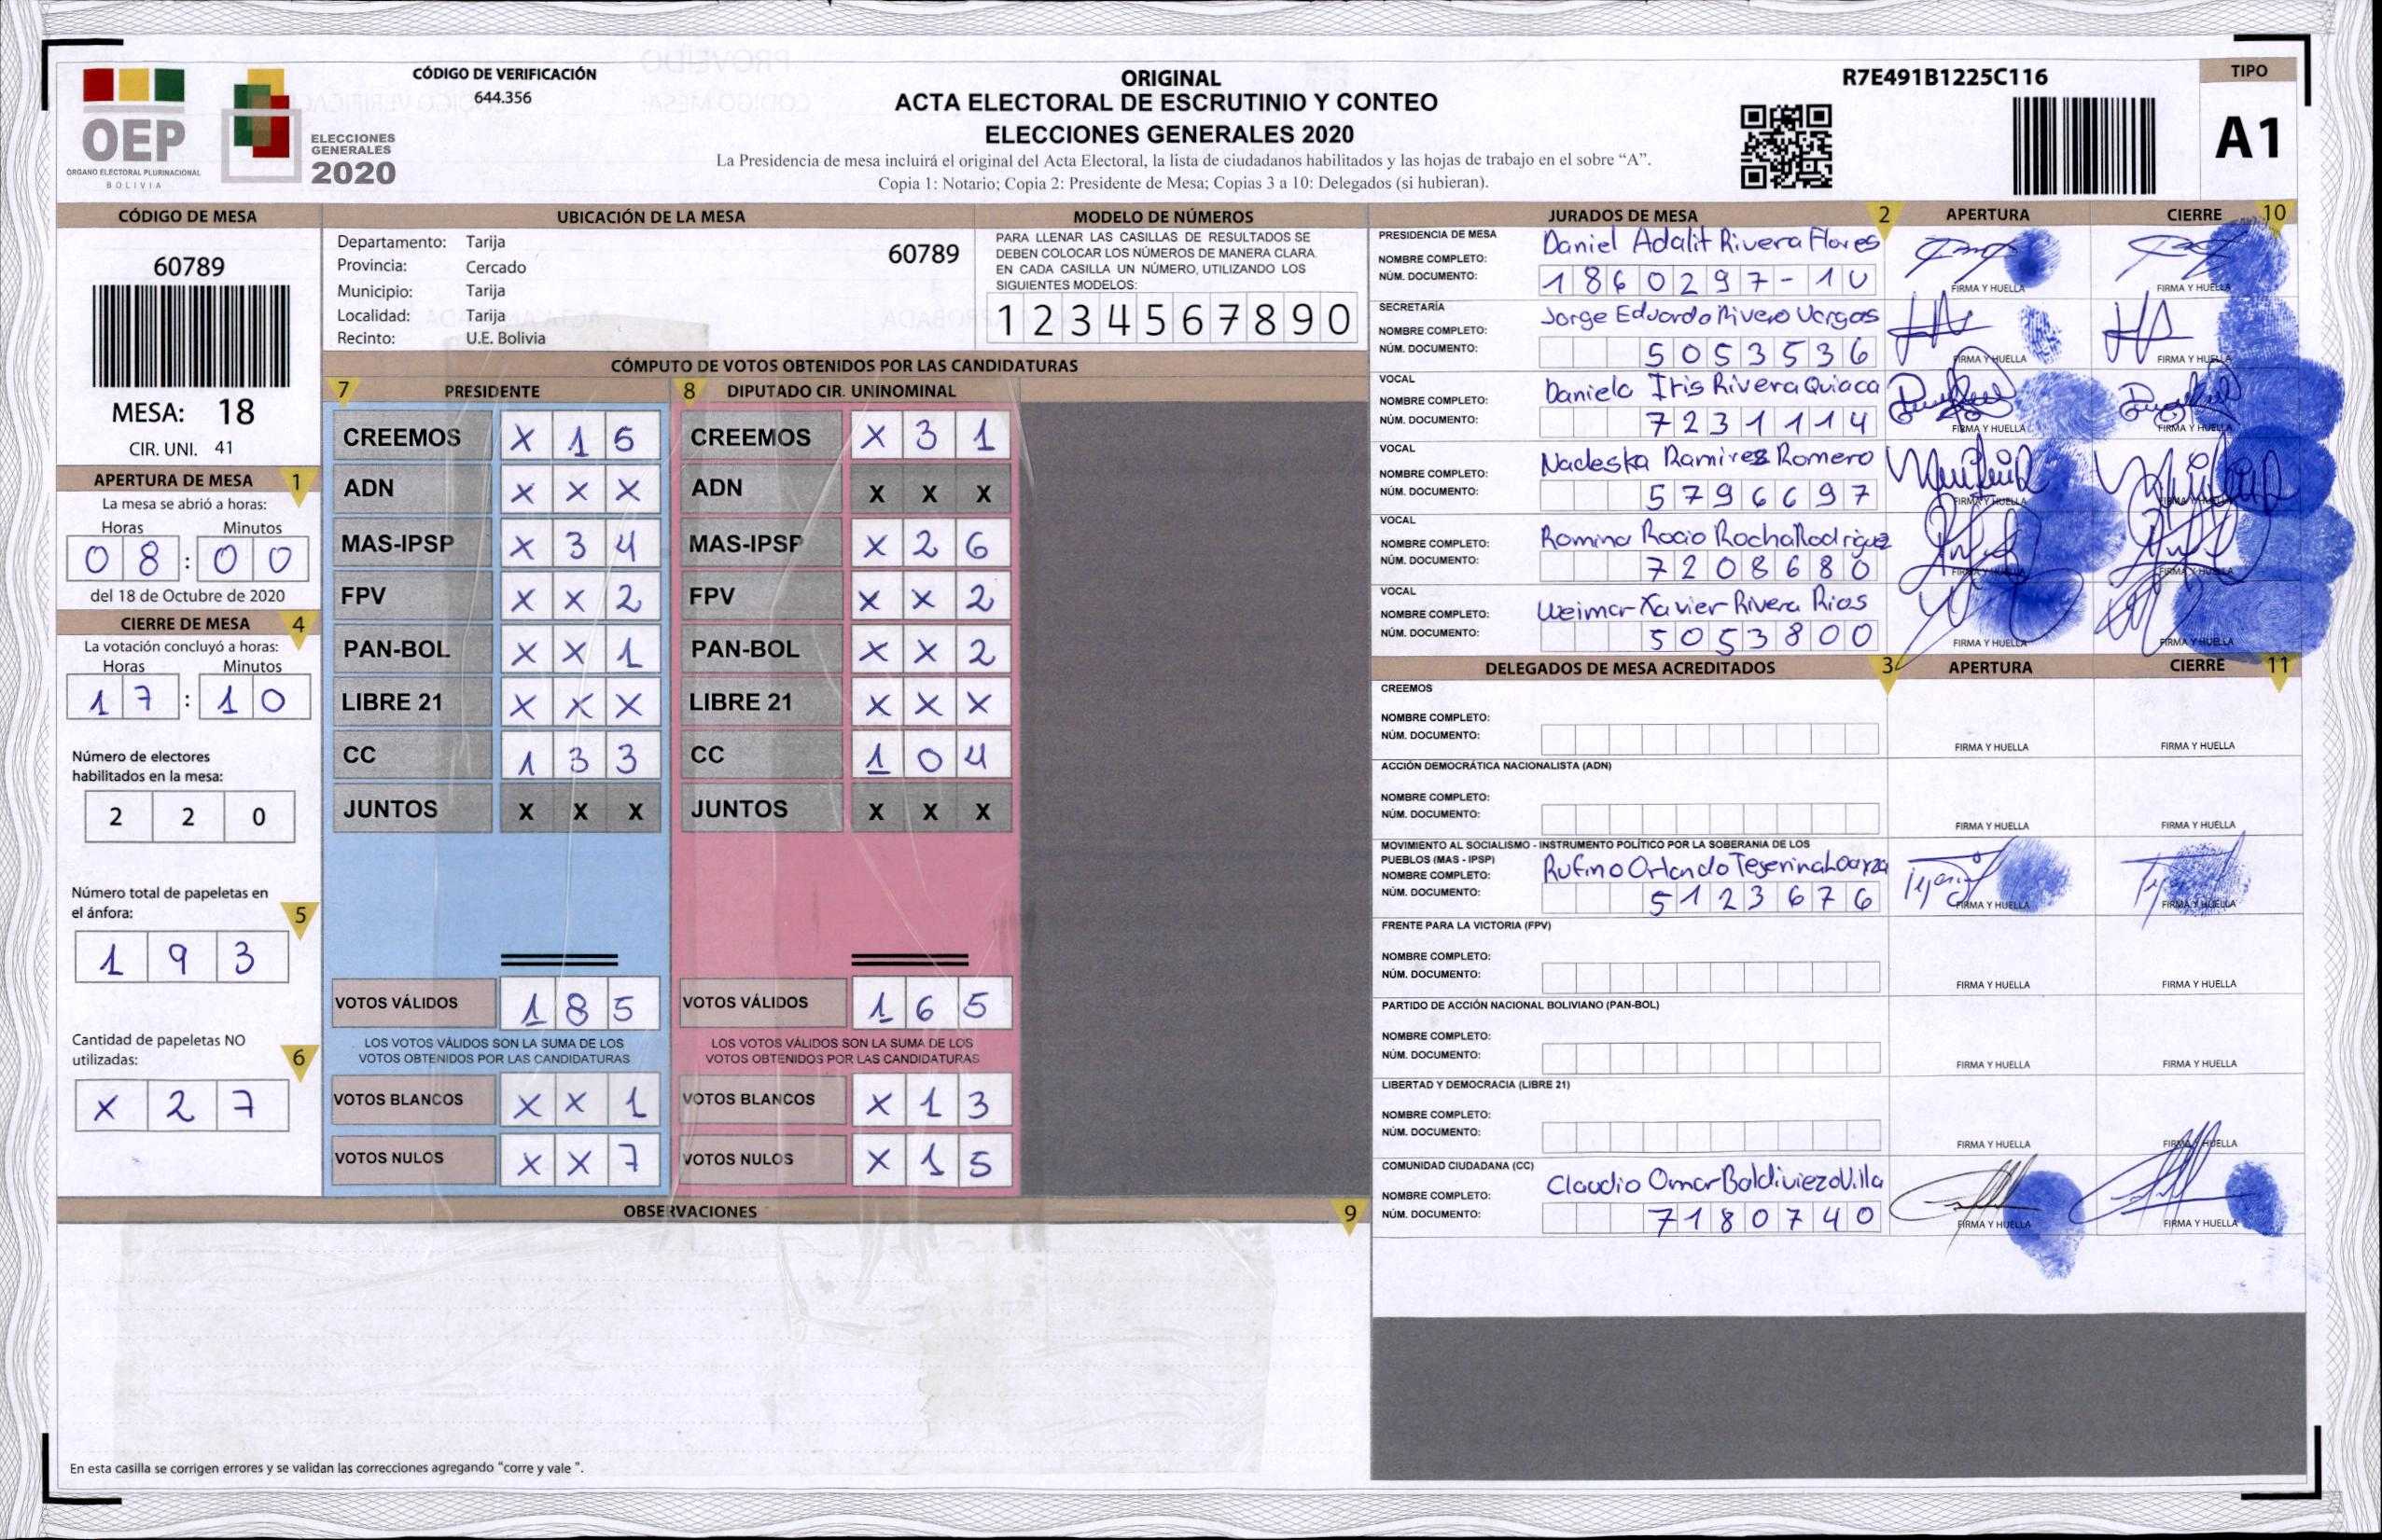 OEP
ÓRGANO ELECTORAL PLURINACIONAL
BOLIVIA
ELECCIONES
GENERALES
2020
CÓDIGO DE VERIFICACIÓN
644.356
ORIGINAL
ACTA ELECTORAL DE ESCRUTINIO Y CONTEO
ELECCIONES GENERALES 2020
La Presidencia de mesa incluirá el original del Acta Electoral, la lista de ciudadanos habilitados y las hojas de trabajo en el sobre “A”.
Copia 1: Notario; Copia 2: Presidente de Mesa; Copias 3 a 10: Delegados (si hubieran).
R7E491B1225C116
TIPO
A1
CÓDIGO DE MESA
60789
MESA: 18
CIR. UNI. 41
APERTURA DE MESA 1
La mesa se abrió a horas:
Horas Minutos
0 8 : 0 0
del 18 de Octubre de 2020
CIERRE DE MESA 4
La votación concluyó a horas:
Horas Minutos
1 7 : 1 0
Número de electores
habilitados en la mesa:
2 2 0
Número total de papeletas en
el ánfora: 5
1 9 3
Cantidad de papeletas NO
utilizadas: 6
X 2 7
UBICACIÓN DE LA MESA
Departamento: Tarija 60789
Provincia: Cercado
Municipio: Tarija
Localidad: Tarija
Recinto: U.E. Bolivia
MODELO DE NÚMEROS
PARA LLENAR LAS CASILLAS DE RESULTADOS SE
DEBEN COLOCAR LOS NÚMEROS DE MANERA CLARA
EN CADA CASILLA UN NÚMERO, UTILIZANDO LOS
SIGUIENTES MODELOS:
1 2 3 4 5 6 7 8 9 0
CÓMPUTO DE VOTOS OBTENIDOS POR LAS CANDIDATURAS
7 PRESIDENTE 8 DIPUTADO CIR. UNINOMINAL
CREEMOS X 1 5 CREEMOS X 3 1
ADN X X X ADN X X X
MAS-IPSP X 3 4 MAS-IPSP X 2 6
FPV X X 2 FPV X X 2
PAN-BOL X X 1 PAN-BOL X X 2
LIBRE 21 X X X LIBRE 21 X X X
CC 1 3 3 CC 1 0 4
JUNTOS X X X JUNTOS X X X
VOTOS VÁLIDOS 1 8 5 VOTOS VÁLIDOS 1 6 5
LOS VOTOS VÁLIDOS SON LA SUMA DE LOS LOS VOTOS VÁLIDOS SON LA SUMA DE LOS
VOTOS OBTENIDOS POR LAS CANDIDATURAS VOTOS OBTENIDOS POR LAS CANDIDATURAS
VOTOS BLANCOS X X 1 VOTOS BLANCOS X 1 3
VOTOS NULOS X X 7 VOTOS NULOS X 1 5
OBSERVACIONES 9
En esta casilla se corrigen errores y se validan las correcciones agregando “corre y vale ”.
JURADOS DE MESA 2 APERTURA CIERRE 10
PRESIDENCIA DE MESA
NOMBRE COMPLETO: Daniel Adalit Rivera Flores
NÚM. DOCUMENTO: 1860297-1U FIRMA Y HUELLA FIRMA Y HUELLA
SECRETARÍA
NOMBRE COMPLETO: Jorge Eduardo Rivero Vargas
NÚM. DOCUMENTO: 5053536 FIRMA Y HUELLA FIRMA Y HUELLA
VOCAL
NOMBRE COMPLETO: Daniela Itis Rivera Quiaca
NÚM. DOCUMENTO: 7231114 FIRMA Y HUELLA FIRMA Y HUELLA
VOCAL
NOMBRE COMPLETO: Nadeska Ramirez Romero
NÚM. DOCUMENTO: 5796697 FIRMA Y HUELLA FIRMA Y HUELLA
VOCAL
NOMBRE COMPLETO: Romina Rocio Rocha Rodriguez
NÚM. DOCUMENTO: 7208680 FIRMA Y HUELLA FIRMA Y HUELLA
VOCAL
NOMBRE COMPLETO: Weimar Xavier Rivera Rios
NÚM. DOCUMENTO: 5053800 FIRMA Y HUELLA FIRMA Y HUELLA
DELEGADOS DE MESA ACREDITADOS 3 APERTURA CIERRE 11
CREEMOS
NOMBRE COMPLETO:
NÚM. DOCUMENTO: FIRMA Y HUELLA FIRMA Y HUELLA
ACCIÓN DEMOCRÁTICA NACIONALISTA (ADN)
NOMBRE COMPLETO:
NÚM. DOCUMENTO: FIRMA Y HUELLA FIRMA Y HUELLA
MOVIMIENTO AL SOCIALISMO - INSTRUMENTO POLÍTICO POR LA SOBERANIA DE LOS
PUEBLOS (MAS - IPSP)
NOMBRE COMPLETO: Rufino Orlando Tejerina Loayza
NÚM. DOCUMENTO: 5123676 FIRMA Y HUELLA FIRMA Y HUELLA
FRENTE PARA LA VICTORIA (FPV)
NOMBRE COMPLETO:
NÚM. DOCUMENTO: FIRMA Y HUELLA FIRMA Y HUELLA
PARTIDO DE ACCIÓN NACIONAL BOLIVIANO (PAN-BOL)
NOMBRE COMPLETO:
NÚM. DOCUMENTO: FIRMA Y HUELLA FIRMA Y HUELLA
LIBERTAD Y DEMOCRACIA (LIBRE 21)
NOMBRE COMPLETO:
NÚM. DOCUMENTO: FIRMA Y HUELLA FIRMA Y HUELLA
COMUNIDAD CIUDADANA (CC)
NOMBRE COMPLETO: Claudio Omar Baldiviezo Villa
NÚM. DOCUMENTO: 7180740 FIRMA Y HUELLA FIRMA Y HUELLA